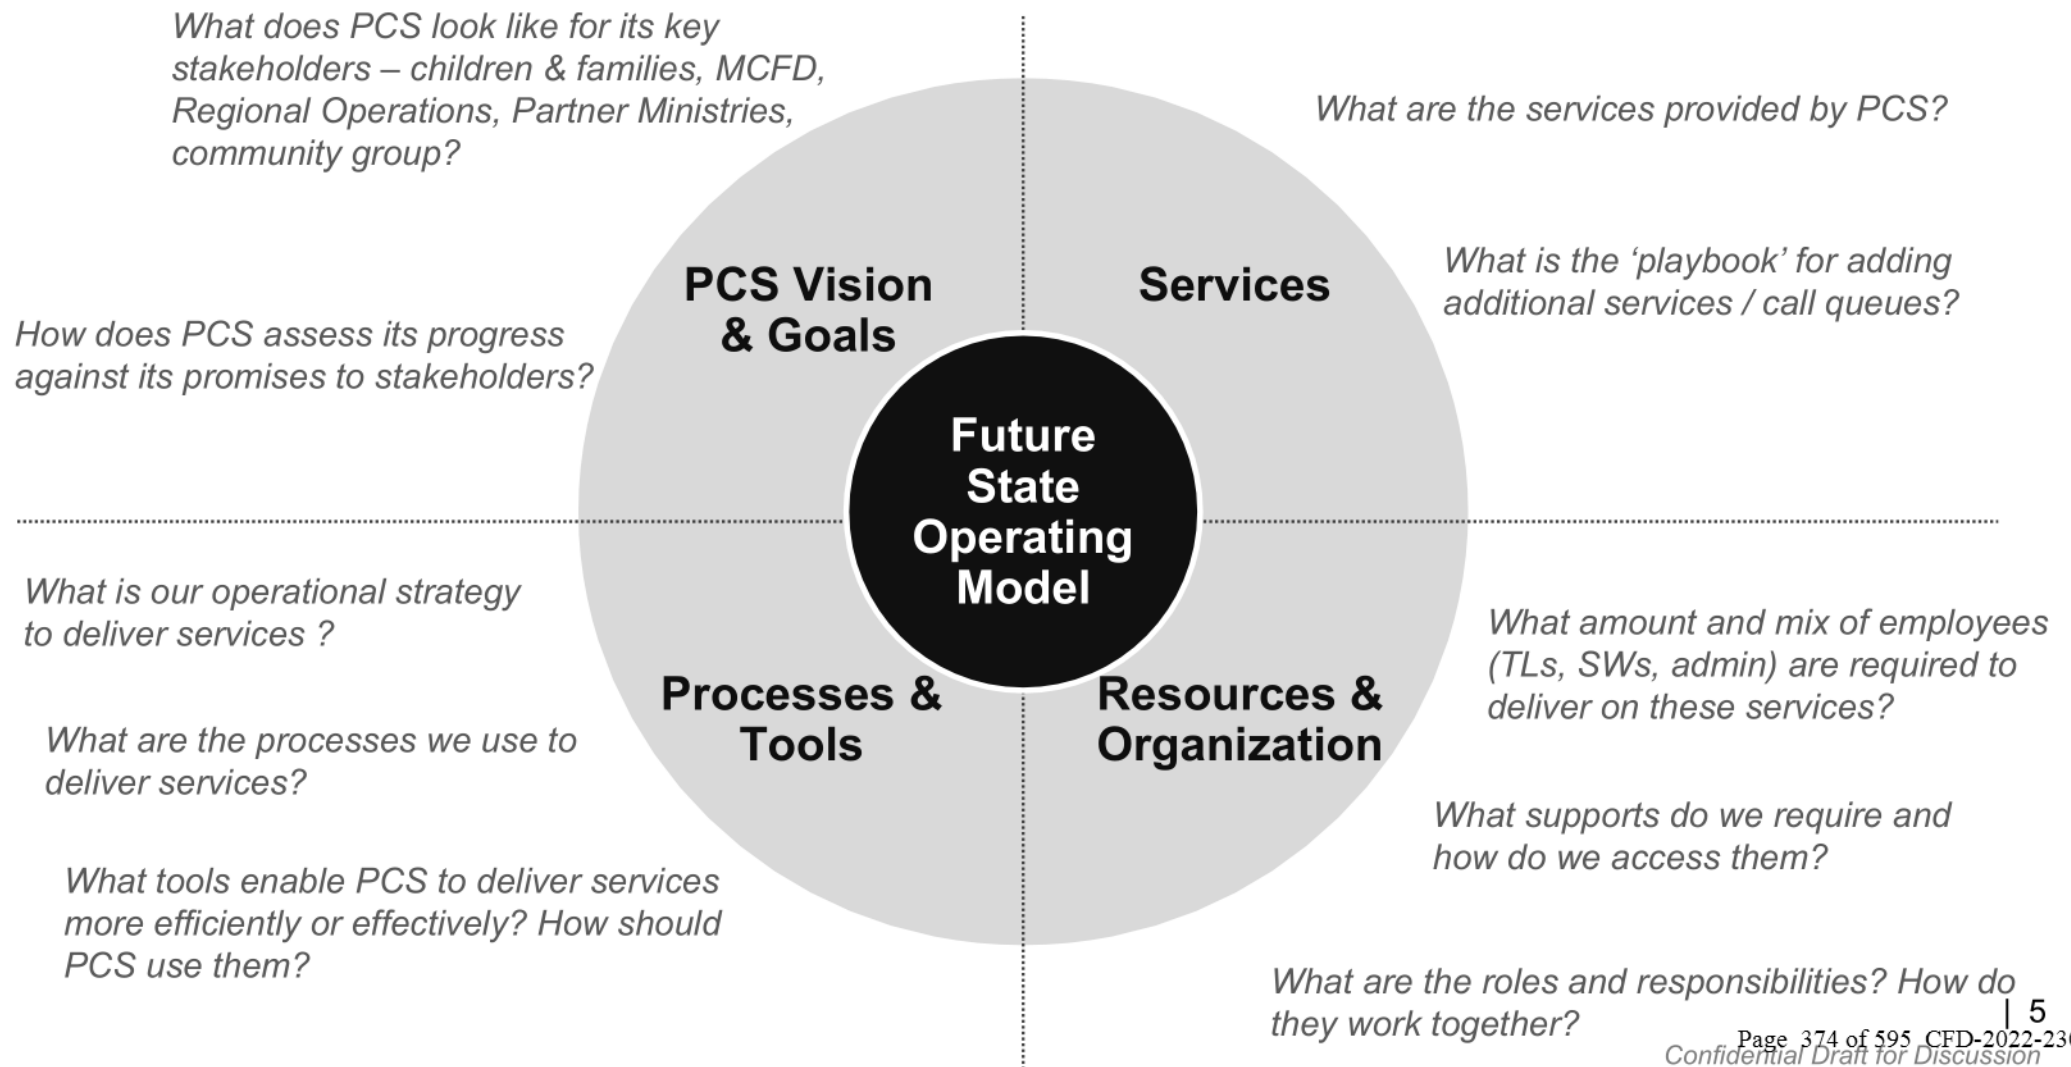 What does PCS look like for its key
stakeholders – children & families, MCFD,
Regional Operations, Partner Ministries,
community group?
How does PCS assess its progress
against its promises to stakeholders?
PCS Vision
& Goals
What are the services provided by PCS?
What is the ‘playbook’ for adding
additional services / call queues?
Services
Future
State
Operating
Model
What is our operational strategy
to deliver services ?
What are the processes we use to
deliver services?
What tools enable PCS to deliver services
more efficiently or effectively? How should
PCS use them?
Processes &
Tools
Resources &
Organization
What amount and mix of employees
(TLs, SWs, admin) are required to
deliver on these services?
What supports do we require and
how do we access them?
What are the roles and responsibilities? How do
they work together?
| 5
Page 374 of 595 CFD-2022-23
Confidential Draft for Discussion